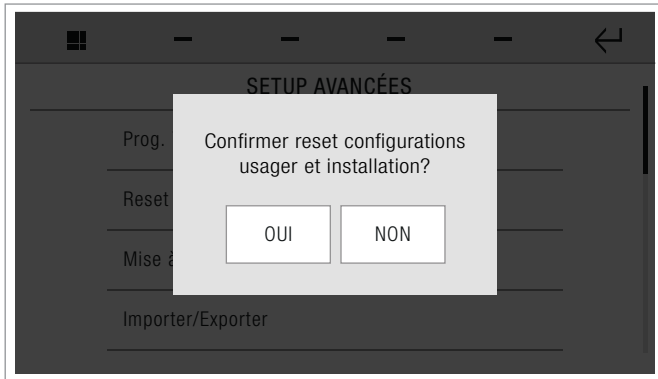 SETUP AVANCÉES
Prog.
Confirmer reset configurations
usager et installation?
Reset
OUI
NON
Mise à
Importer/Exporter